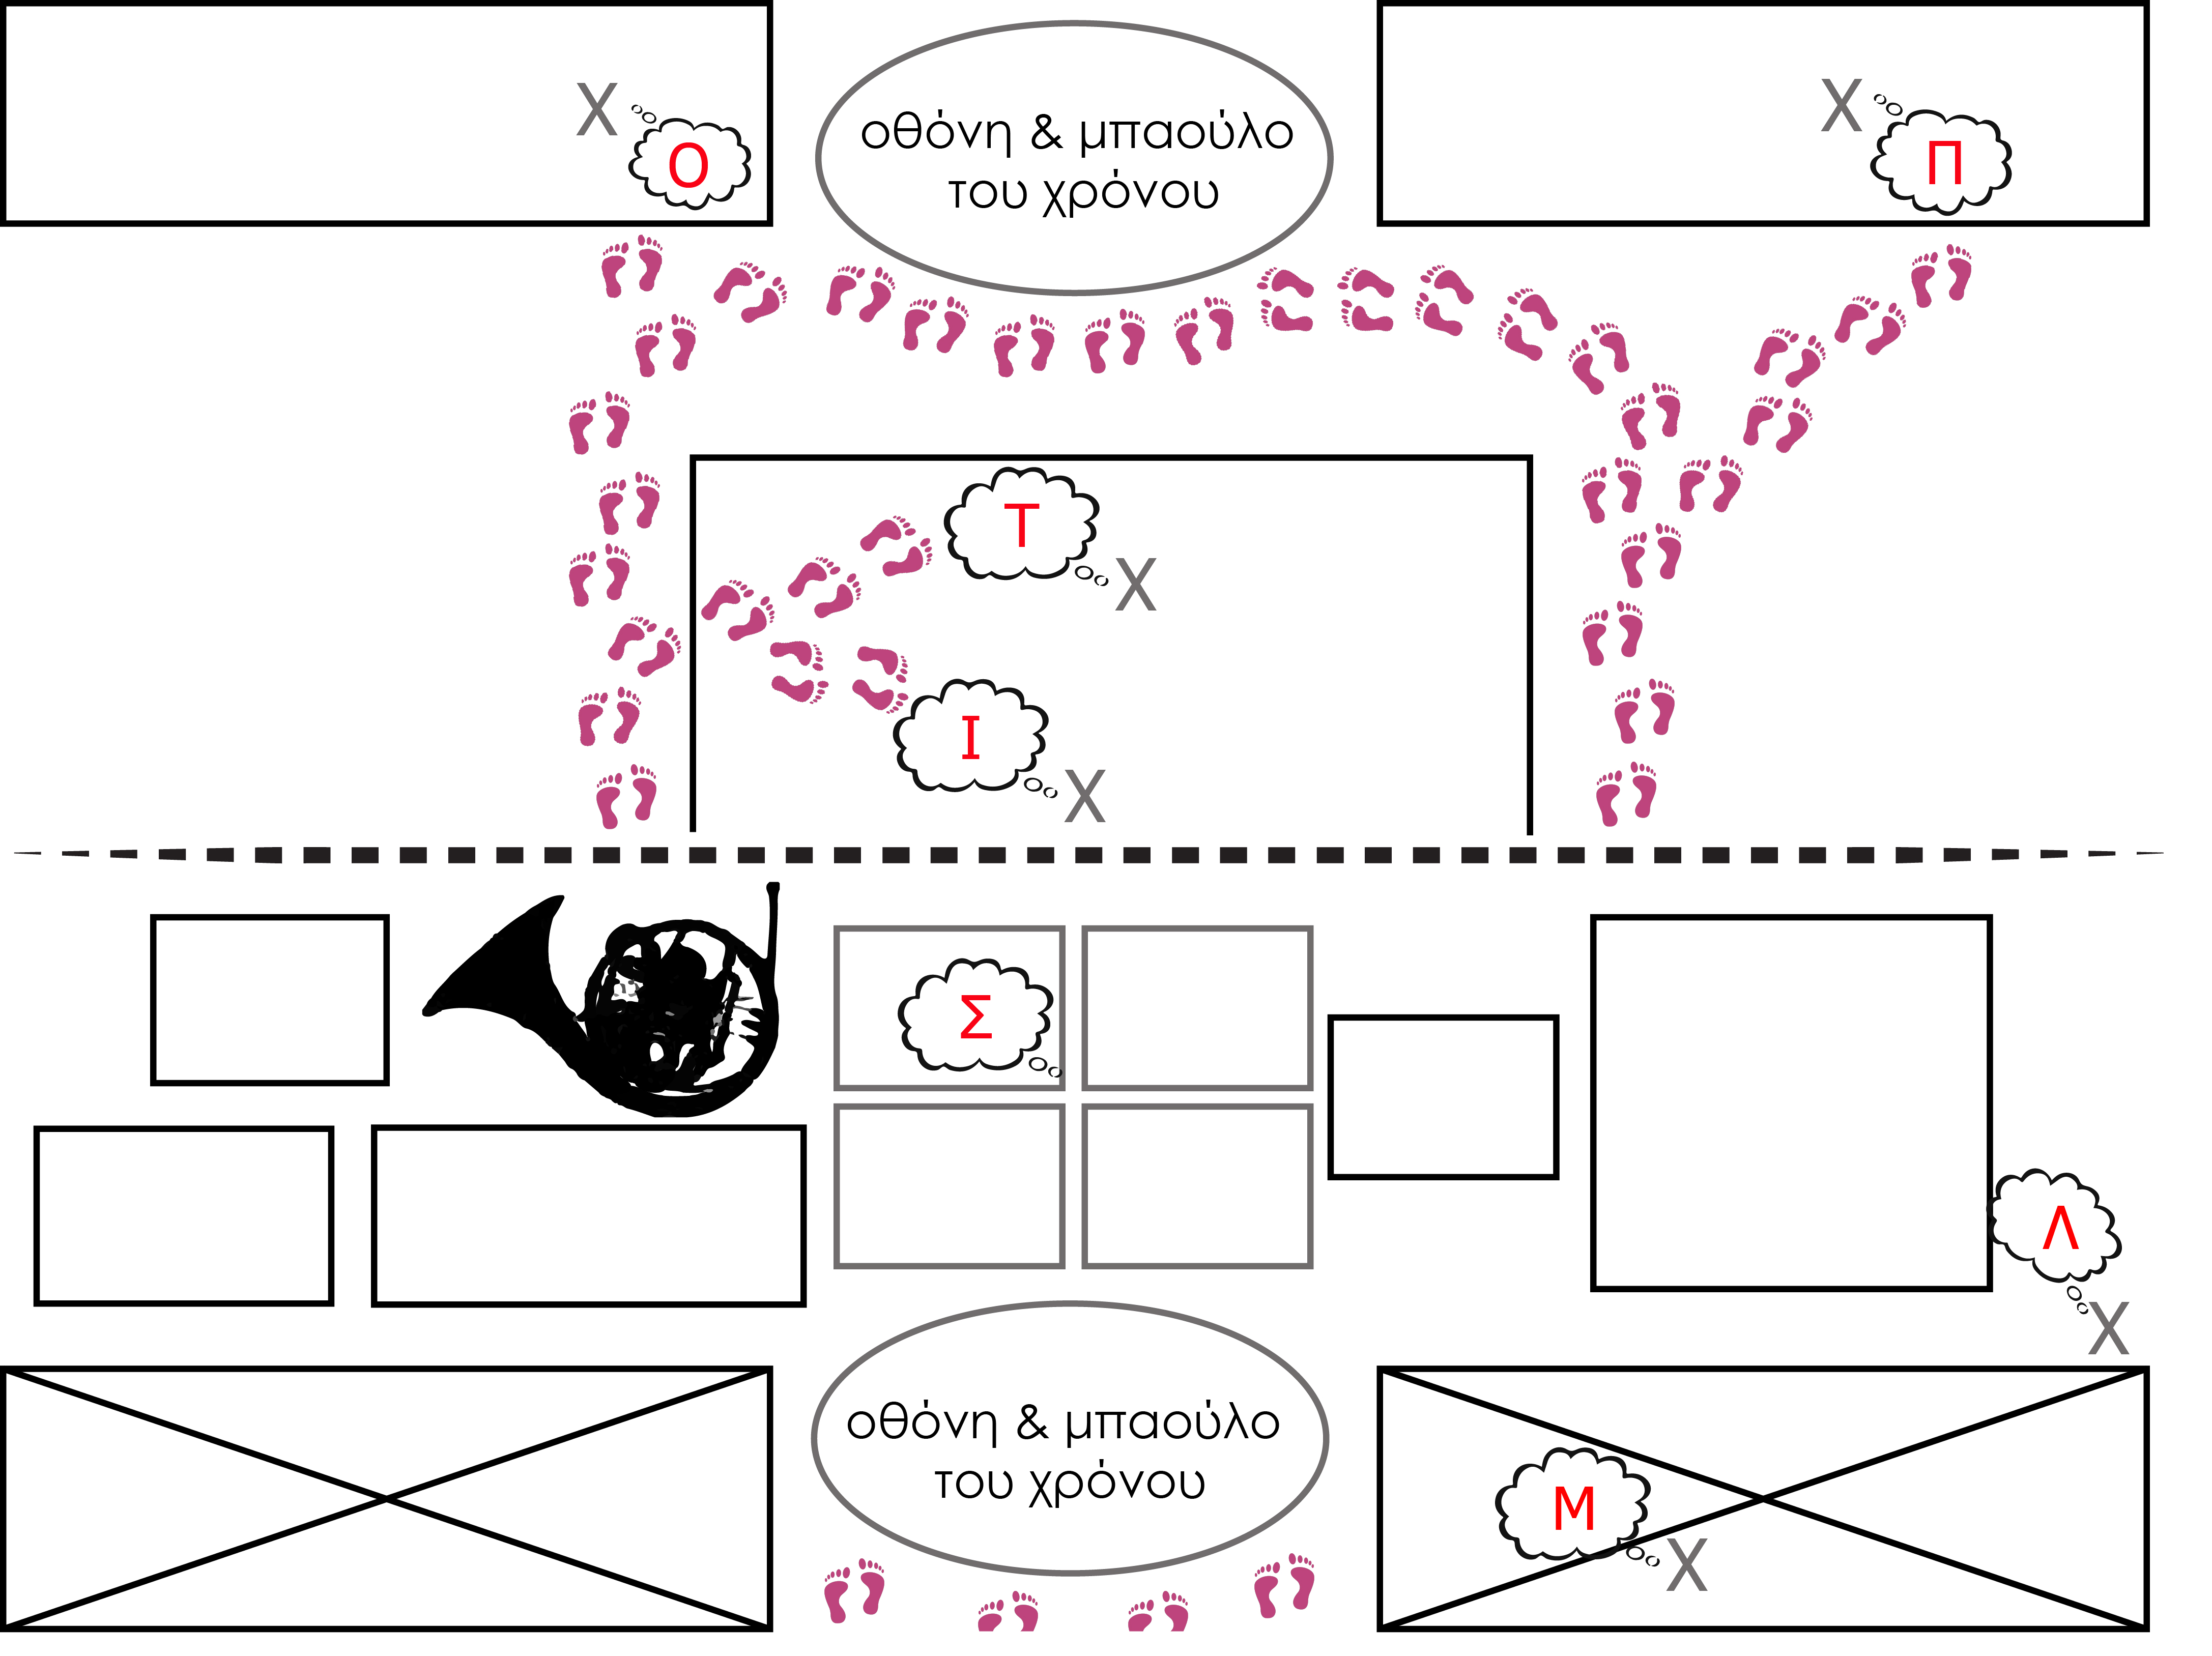 οθόνη & μπαούλο
του χρόνου
Χ
Ο
Χ
Π
Τ
Χ
Ι
Χ
Σ
Λ
Χ
οθόνη & μπαούλο
του χρόνου
Μ
Χ